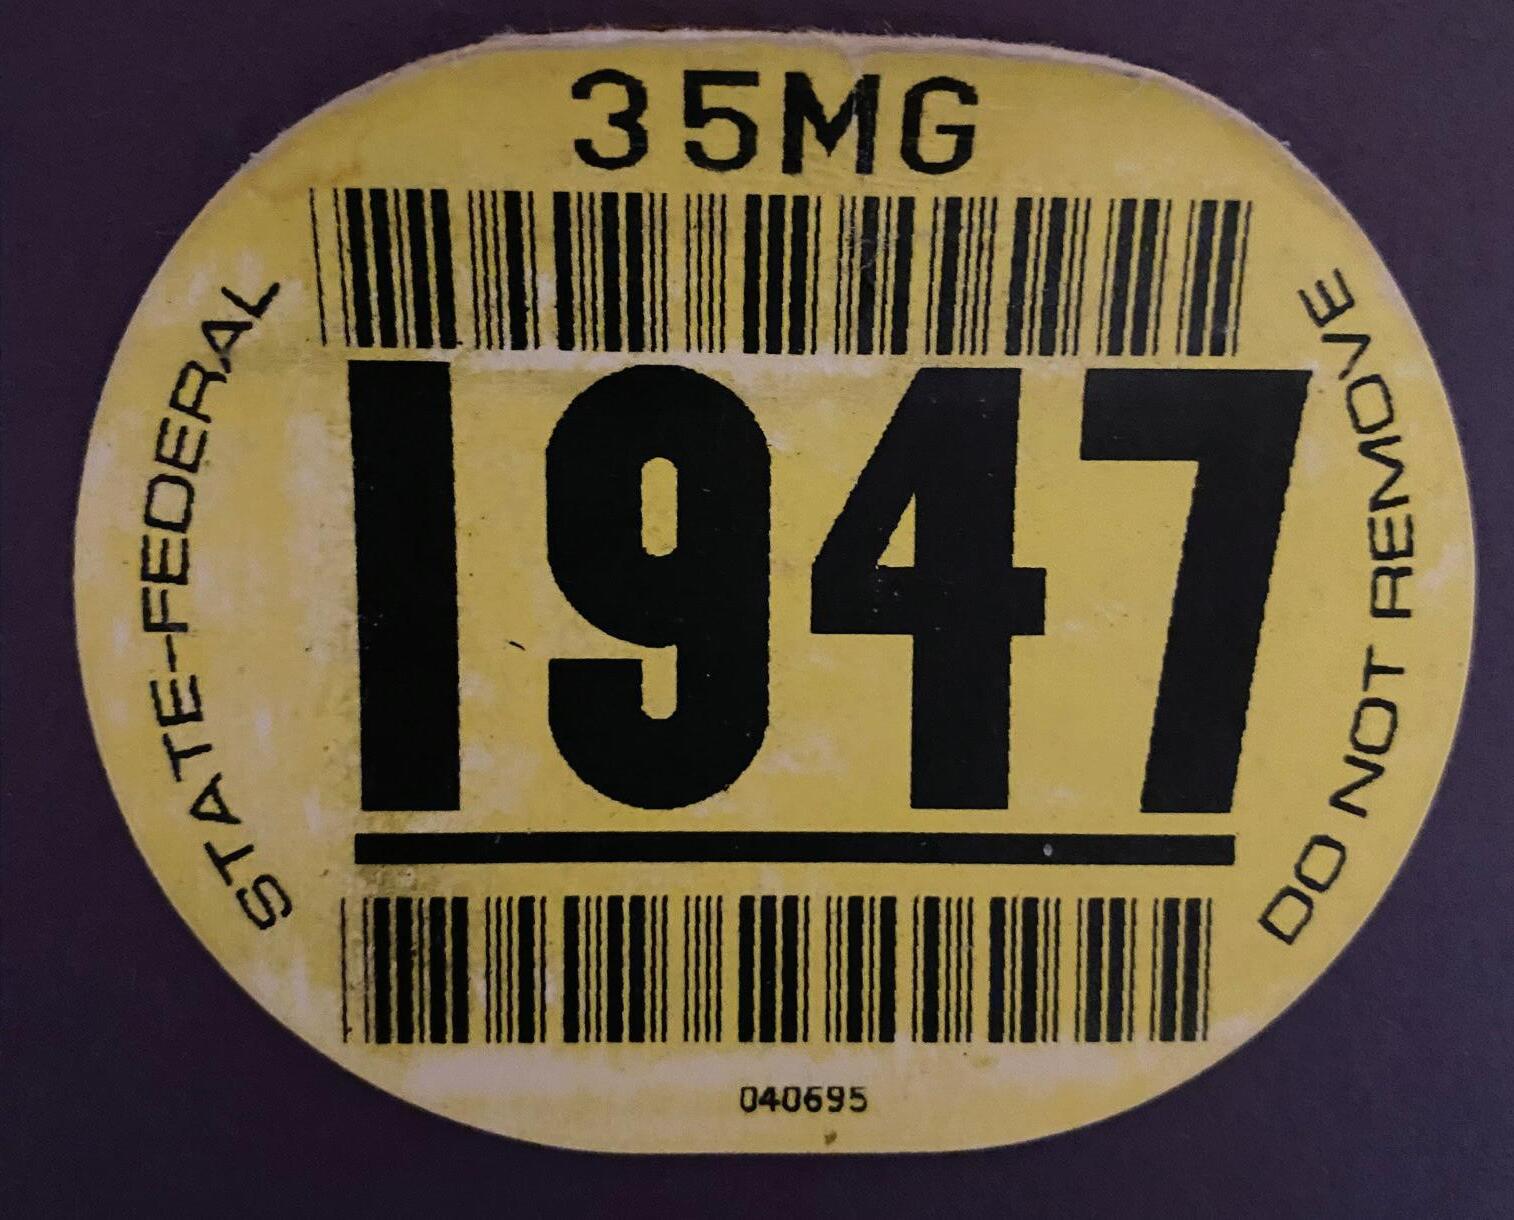 35MG
STATE-FEDERAL
1947
DO NOT REMOVE
040695